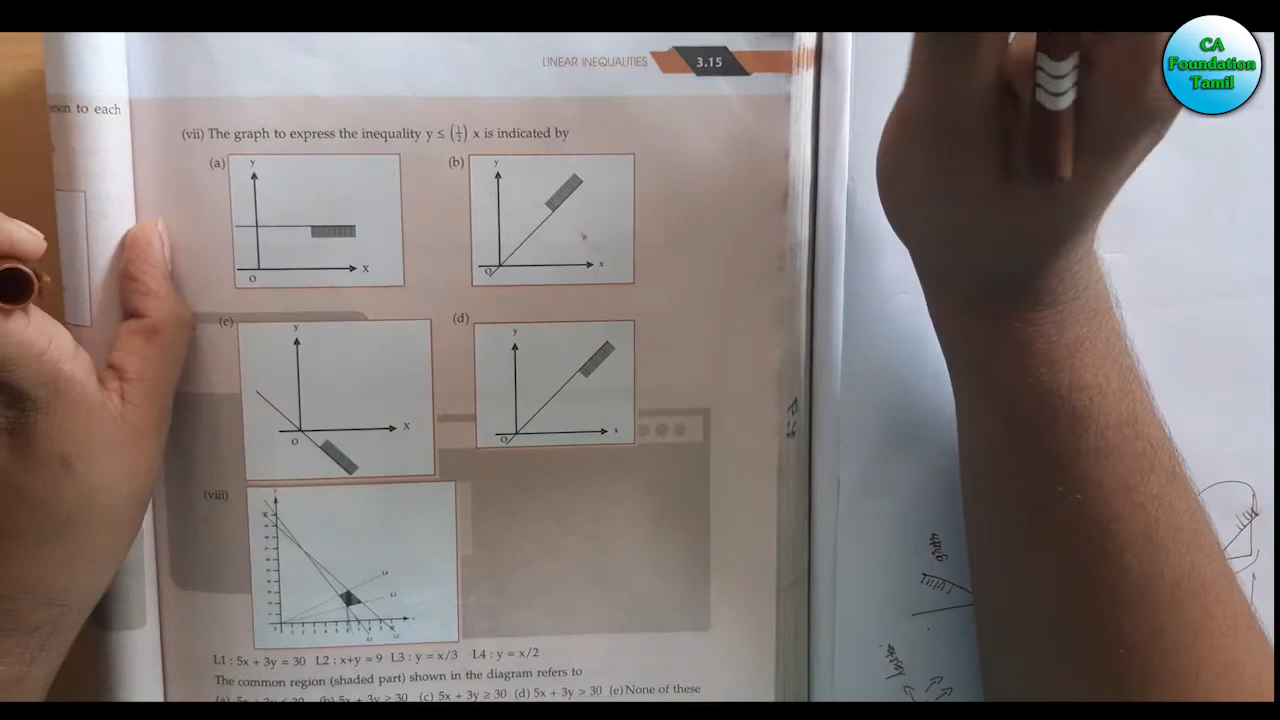 LINEAR INEQUALITIES 3.15
CA
Foundation
Tamil
to each
(vii) The graph to express the inequality y ≤ (1/2) x is indicated by
(a) y x O
(b) y x O
(c) y x O
(d) y x O
(viii)
L1 : 5x + 3y = 30 L2 : x+y = 9 L3 : y = x/3 L4 : y = x/2
The common region (shaded part) shown in the diagram refers to
(b) 5x + 3y > 30 (c) 5x + 3y ≥ 30 (d) 5x + 3y > 30 (e) None of these